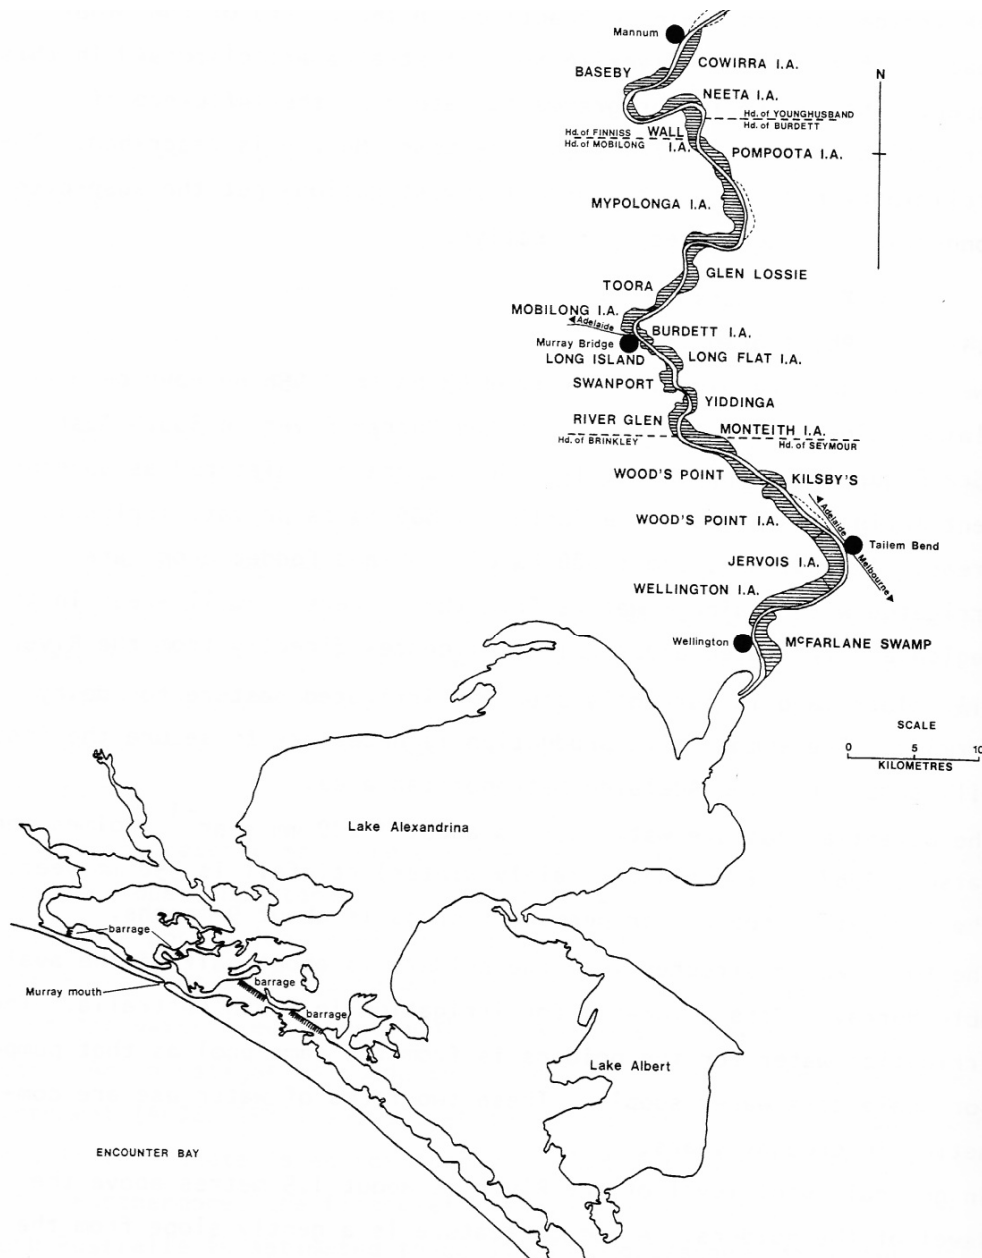 Mannum
COWIRRA I.A.
BASEBY
N
NEETA I.A.
Hd. of YOUNGHUSBAND
Hd. of BURDETT
Hd. of FINNISS
Hd. of MOBILONG
WALL
I.A.
POMPOOTA I.A.
MYPOLONGA I.A.
GLEN LOSSIE
TOORA
MOBILONG I.A.
Adelaide
BURDETT I.A.
Murray Bridge
LONG ISLAND
LONG FLAT I.A.
SWANPORT
YIDDINGA
RIVER GLEN
MONTEITH I.A.
Hd. of BRINKLEY
Hd. of SEYMOUR
WOOD'S POINT
KILSBY'S
Adelaide
WOOD'S POINT I.A.
Tailem Bend
JERVOIS I.A.
Melbourne
WELLINGTON I.A.
Wellington
McFARLANE SWAMP
SCALE
0 5 10
KILOMETRES
Lake Alexandrina
barrage
Murray mouth
barrage
barrage
Lake Albert
ENCOUNTER BAY